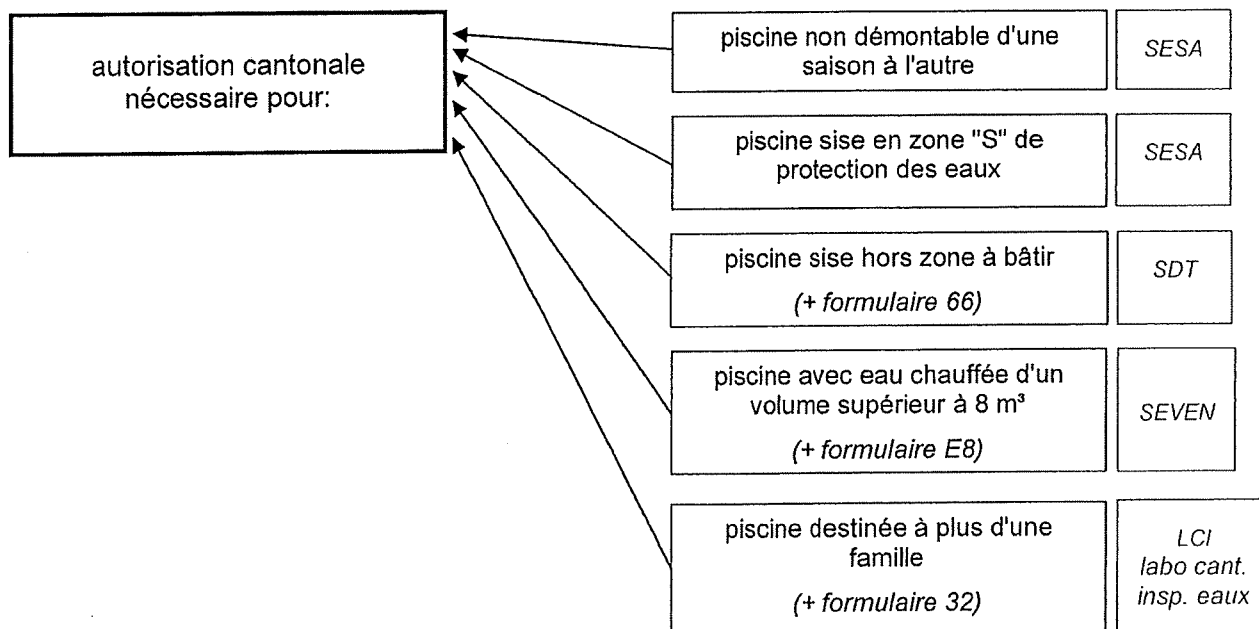 autorisation cantonale
nécessaire pour:
piscine non démontable d'une
saison à l'autre
SESA
piscine sise en zone "S" de
protection des eaux
SESA
piscine sise hors zone à bâtir
(+ formulaire 66)
SDT
piscine avec eau chauffée d'un
volume supérieur à 8 m³
(+ formulaire E8)
SEVEN
piscine destinée à plus d'une
famille
(+ formulaire 32)
LCI
labo cant.
insp. eaux